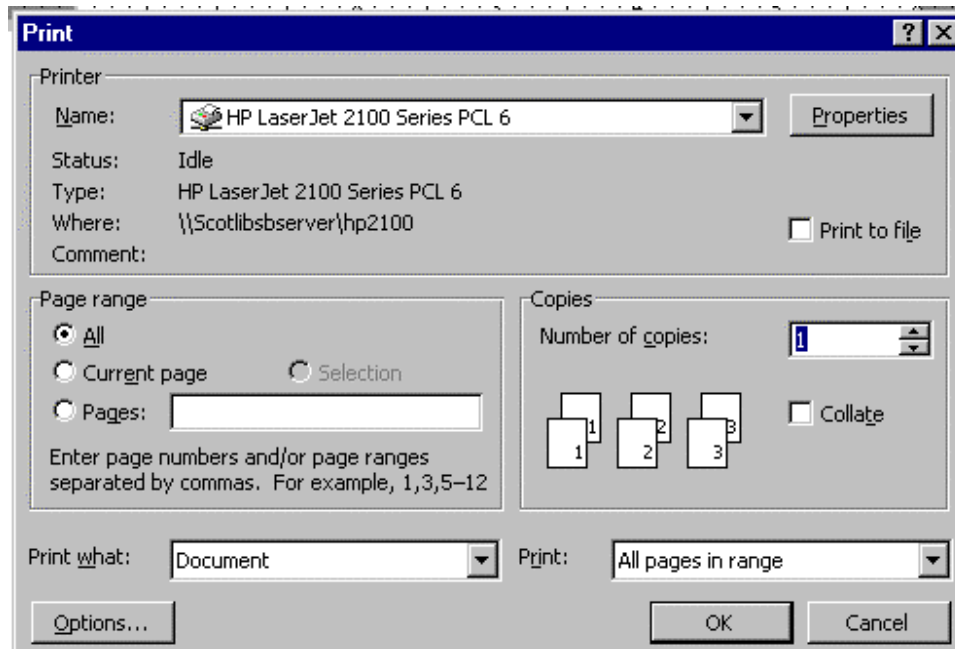 Print
Printer
Name: HP LaserJet 2100 Series PCL 6 Properties
Status: Idle
Type: HP LaserJet 2100 Series PCL 6
Where: \\Scotlibsbserver\hp2100
Print to file
Comment:
Page range
All
Current page Selection
Pages:
Enter page numbers and/or page ranges
separated by commas. For example, 1,3,5–12
Copies
Number of copies: 1
1 2 3
1 2 3
Collate
Print what: Document Print: All pages in range
Options... OK Cancel